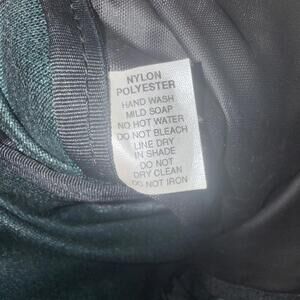 NYLON
POLYESTER
HAND WASH
MILD SOAP
NO HOT WATER
DO NOT BLEACH
LINE DRY
IN SHADE
DO NOT
DRY CLEAN
DO NOT IRON